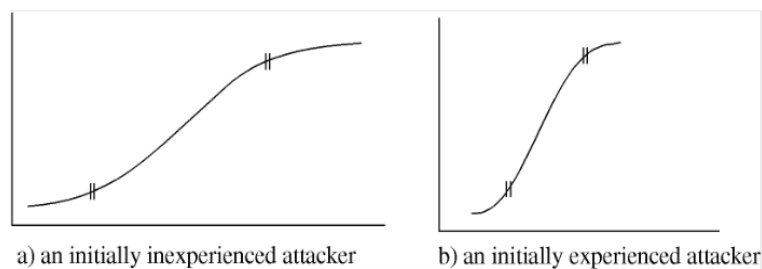 a) an initially inexperienced attacker
b) an initially experienced attacker